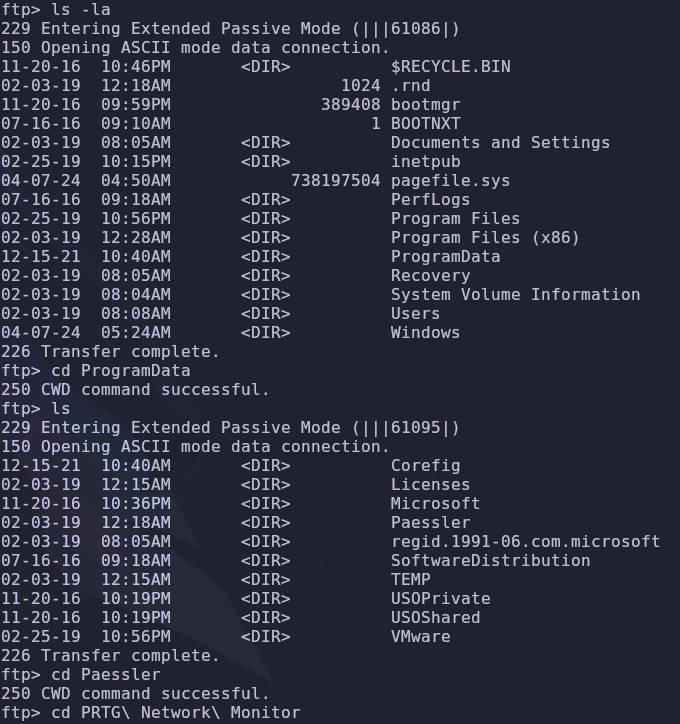 ftp> ls -la
229 Entering Extended Passive Mode (|||61086|)
150 Opening ASCII mode data connection.
11-20-16  10:46PM       <DIR>          $RECYCLE.BIN
02-03-19  12:18AM                 1024 .rnd
11-20-16  09:59PM               389408 bootmgr
07-16-16  09:10AM                    1 BOOTNXT
02-03-19  08:05AM       <DIR>          Documents and Settings
02-25-19  10:15PM       <DIR>          inetpub
04-07-24  04:50AM            738197504 pagefile.sys
07-16-16  09:18AM       <DIR>          PerfLogs
02-25-19  10:56PM       <DIR>          Program Files
02-03-19  12:28AM       <DIR>          Program Files (x86)
12-15-21  10:40AM       <DIR>          ProgramData
02-03-19  08:05AM       <DIR>          Recovery
02-03-19  08:04AM       <DIR>          System Volume Information
02-03-19  08:08AM       <DIR>          Users
04-07-24  05:24AM       <DIR>          Windows
226 Transfer complete.
ftp> cd ProgramData
250 CWD command successful.
ftp> ls
229 Entering Extended Passive Mode (|||61095|)
150 Opening ASCII mode data connection.
12-15-21  10:40AM       <DIR>          Corefig
02-03-19  12:15AM       <DIR>          Licenses
11-20-16  10:36PM       <DIR>          Microsoft
02-03-19  12:18AM       <DIR>          Paessler
02-03-19  08:05AM       <DIR>          regid.1991-06.com.microsoft
07-16-16  09:18AM       <DIR>          SoftwareDistribution
02-03-19  12:15AM       <DIR>          TEMP
11-20-16  10:19PM       <DIR>          USOPrivate
11-20-16  10:19PM       <DIR>          USOShared
02-25-19  10:56PM       <DIR>          VMware
226 Transfer complete.
ftp> cd Paessler
250 CWD command successful.
ftp> cd PRTG\ Network\ Monitor